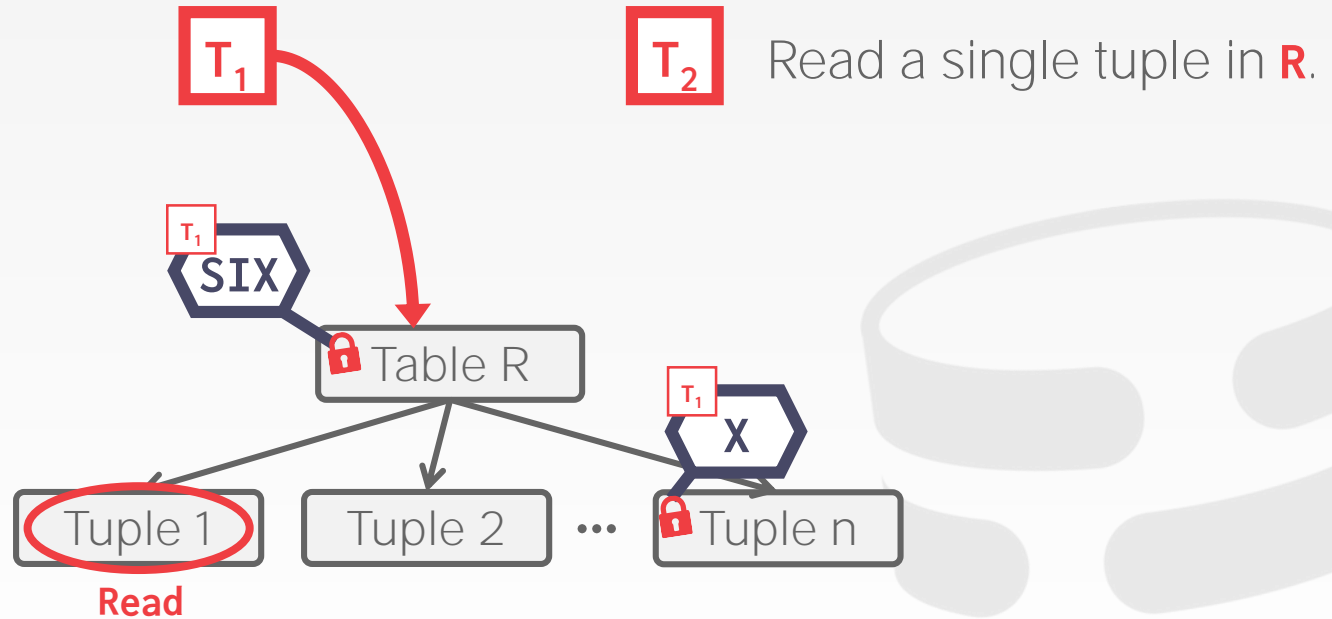 T₁
T₂ Read a single tuple in R.
T₁
SIX
Table R
T₁
X
Tuple 1
Tuple 2
•••
Tuple n
Read